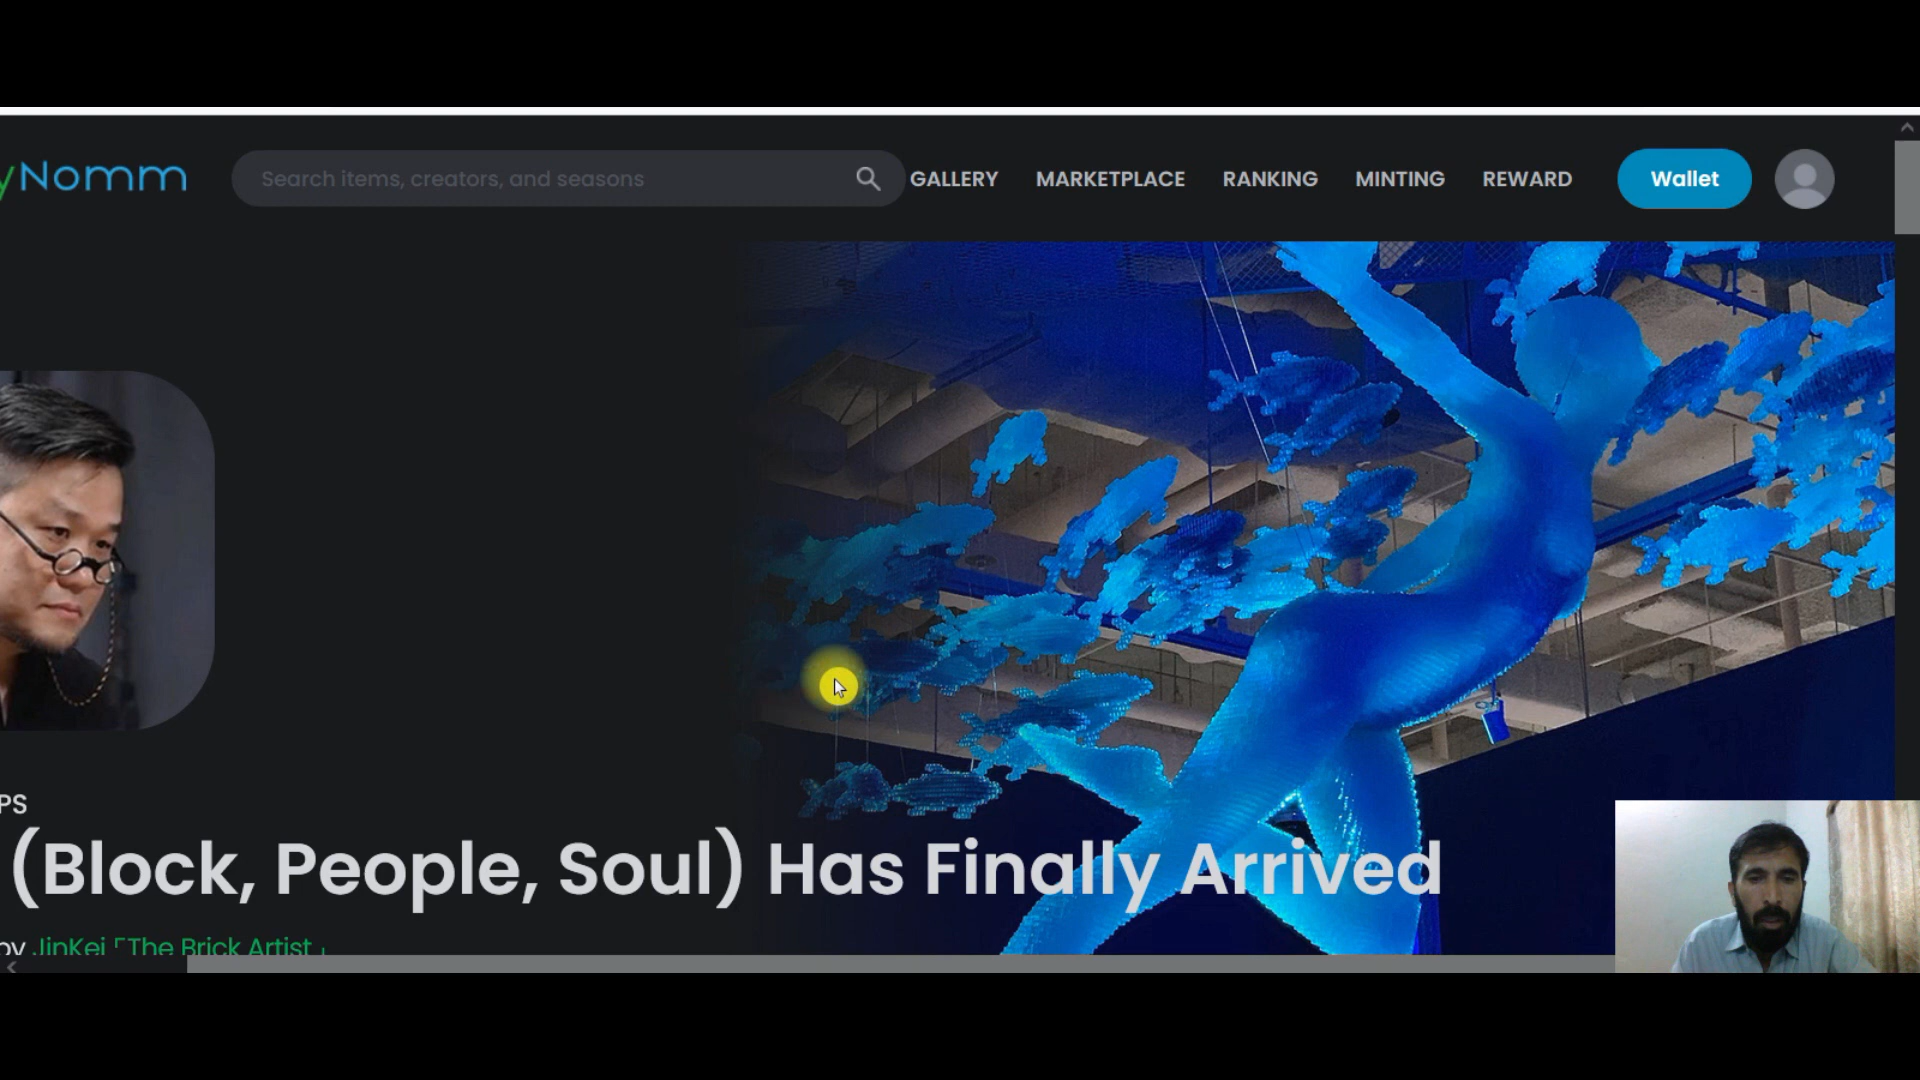 yNomm
Search items, creators, and seasons
GALLERY MARKETPLACE RANKING MINTING REWARD Wallet
PS
(Block, People, Soul) Has Finally Arrived
by JinKei「The Brick Artist」